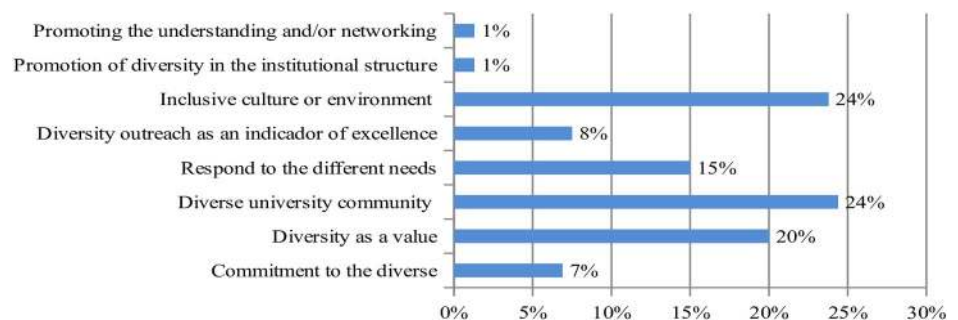 Promoting the understanding and/or networking 1%
Promotion of diversity in the institutional structure 1%
Inclusive culture or environment 24%
Diversity outreach as an indicador of excellence 8%
Respond to the different needs 15%
Diverse university community 24%
Diversity as a value 20%
Commitment to the diverse 7%
0% 5% 10% 15% 20% 25% 30%